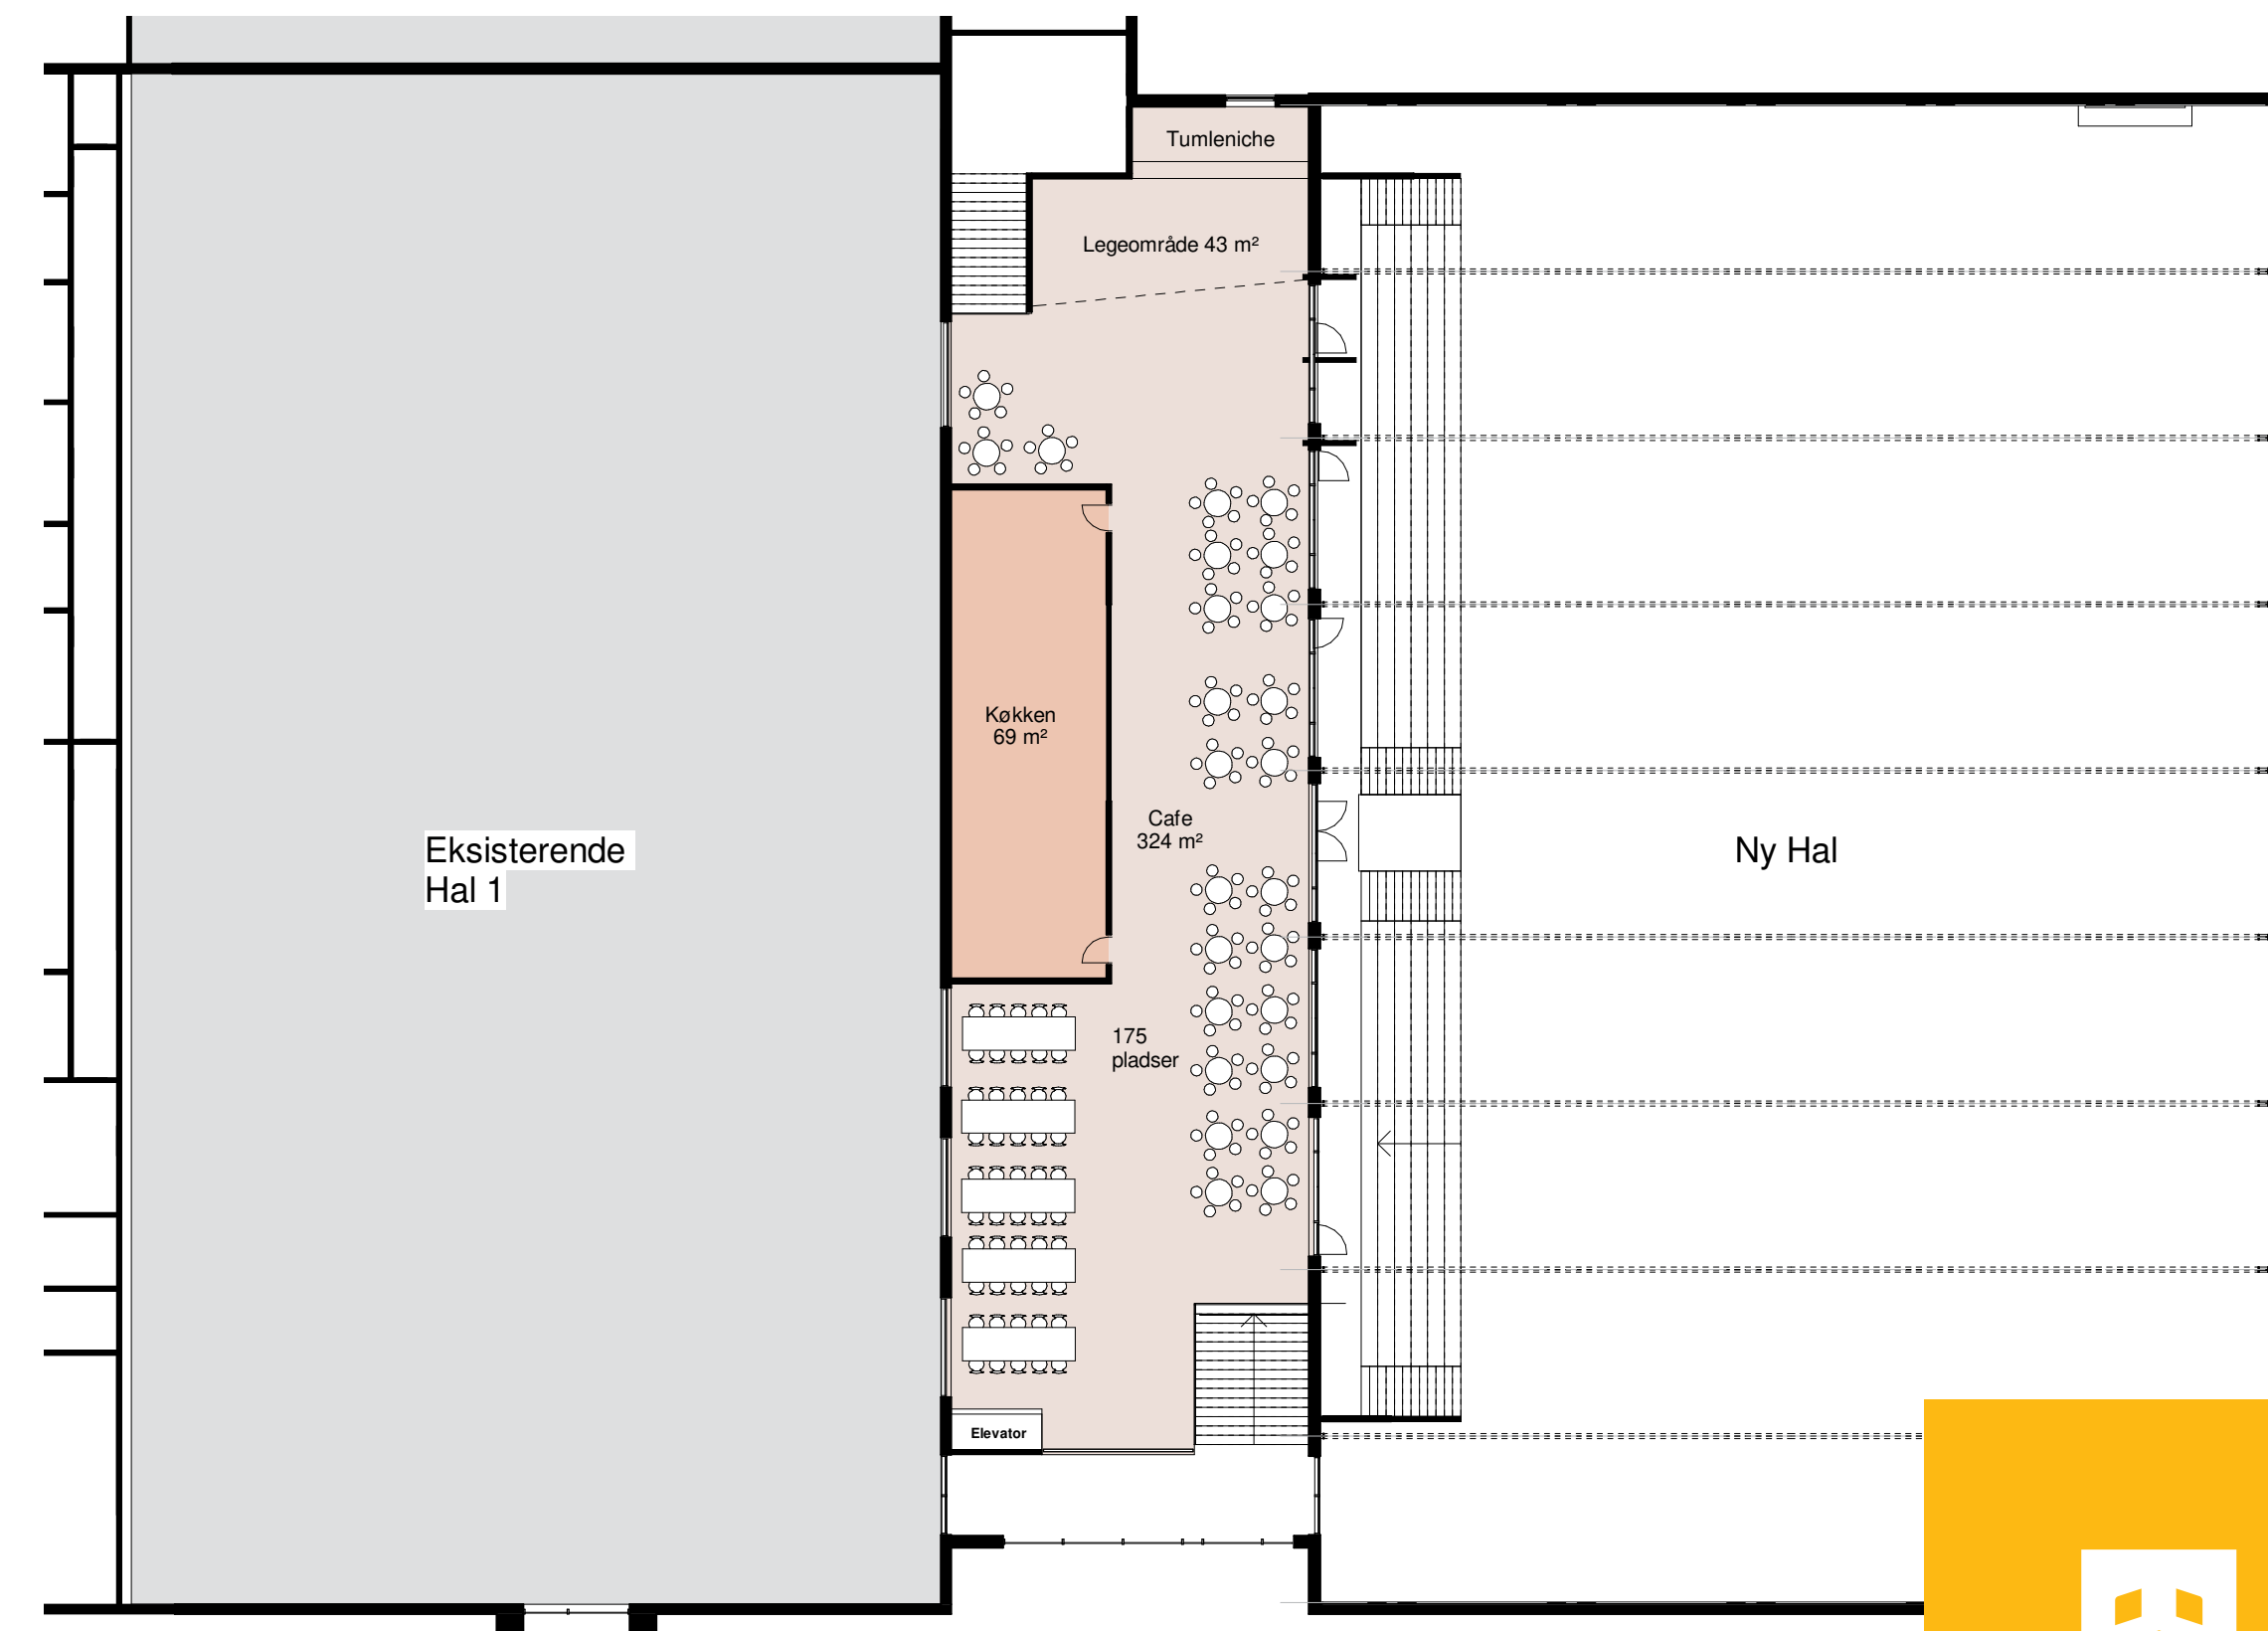 Tumleniche
Legeområde 43 m²
Køkken
69 m²
Cafe
324 m²
Eksisterende
Hal 1
Ny Hal
175
pladser
Elevator